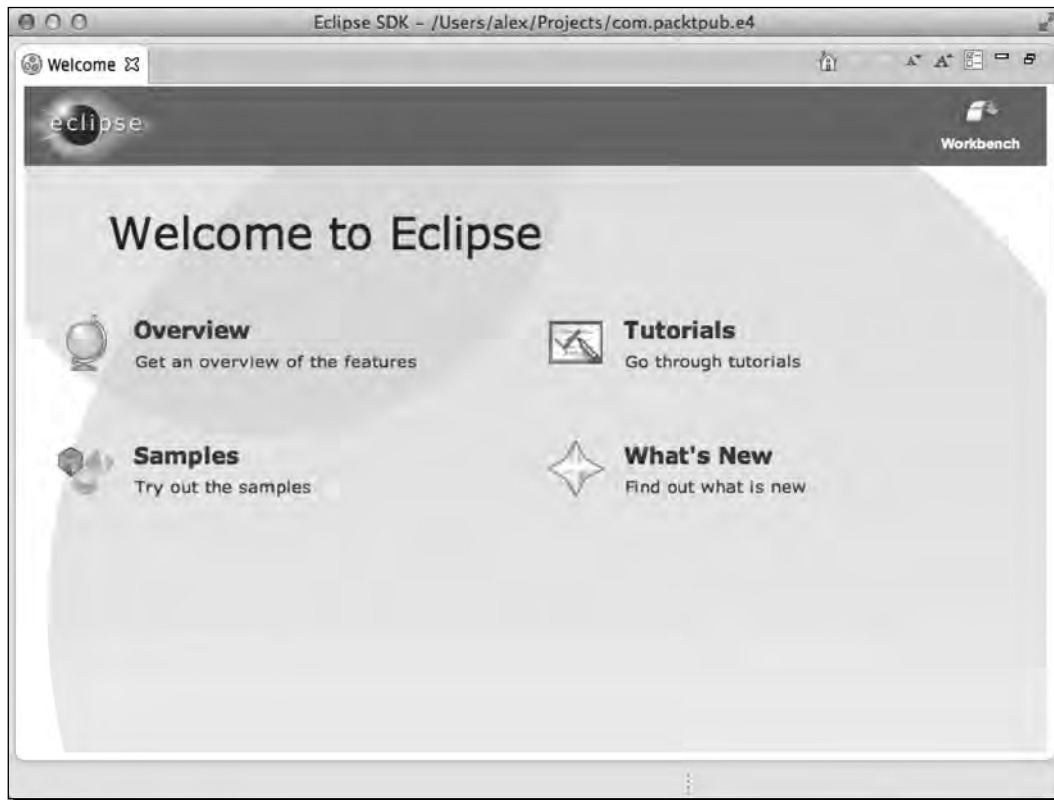 Eclipse SDK – /Users/alex/Projects/com.packtpub.e4
Welcome
eclipse
Workbench
Welcome to Eclipse
Overview
Get an overview of the features
Tutorials
Go through tutorials
Samples
Try out the samples
What's New
Find out what is new